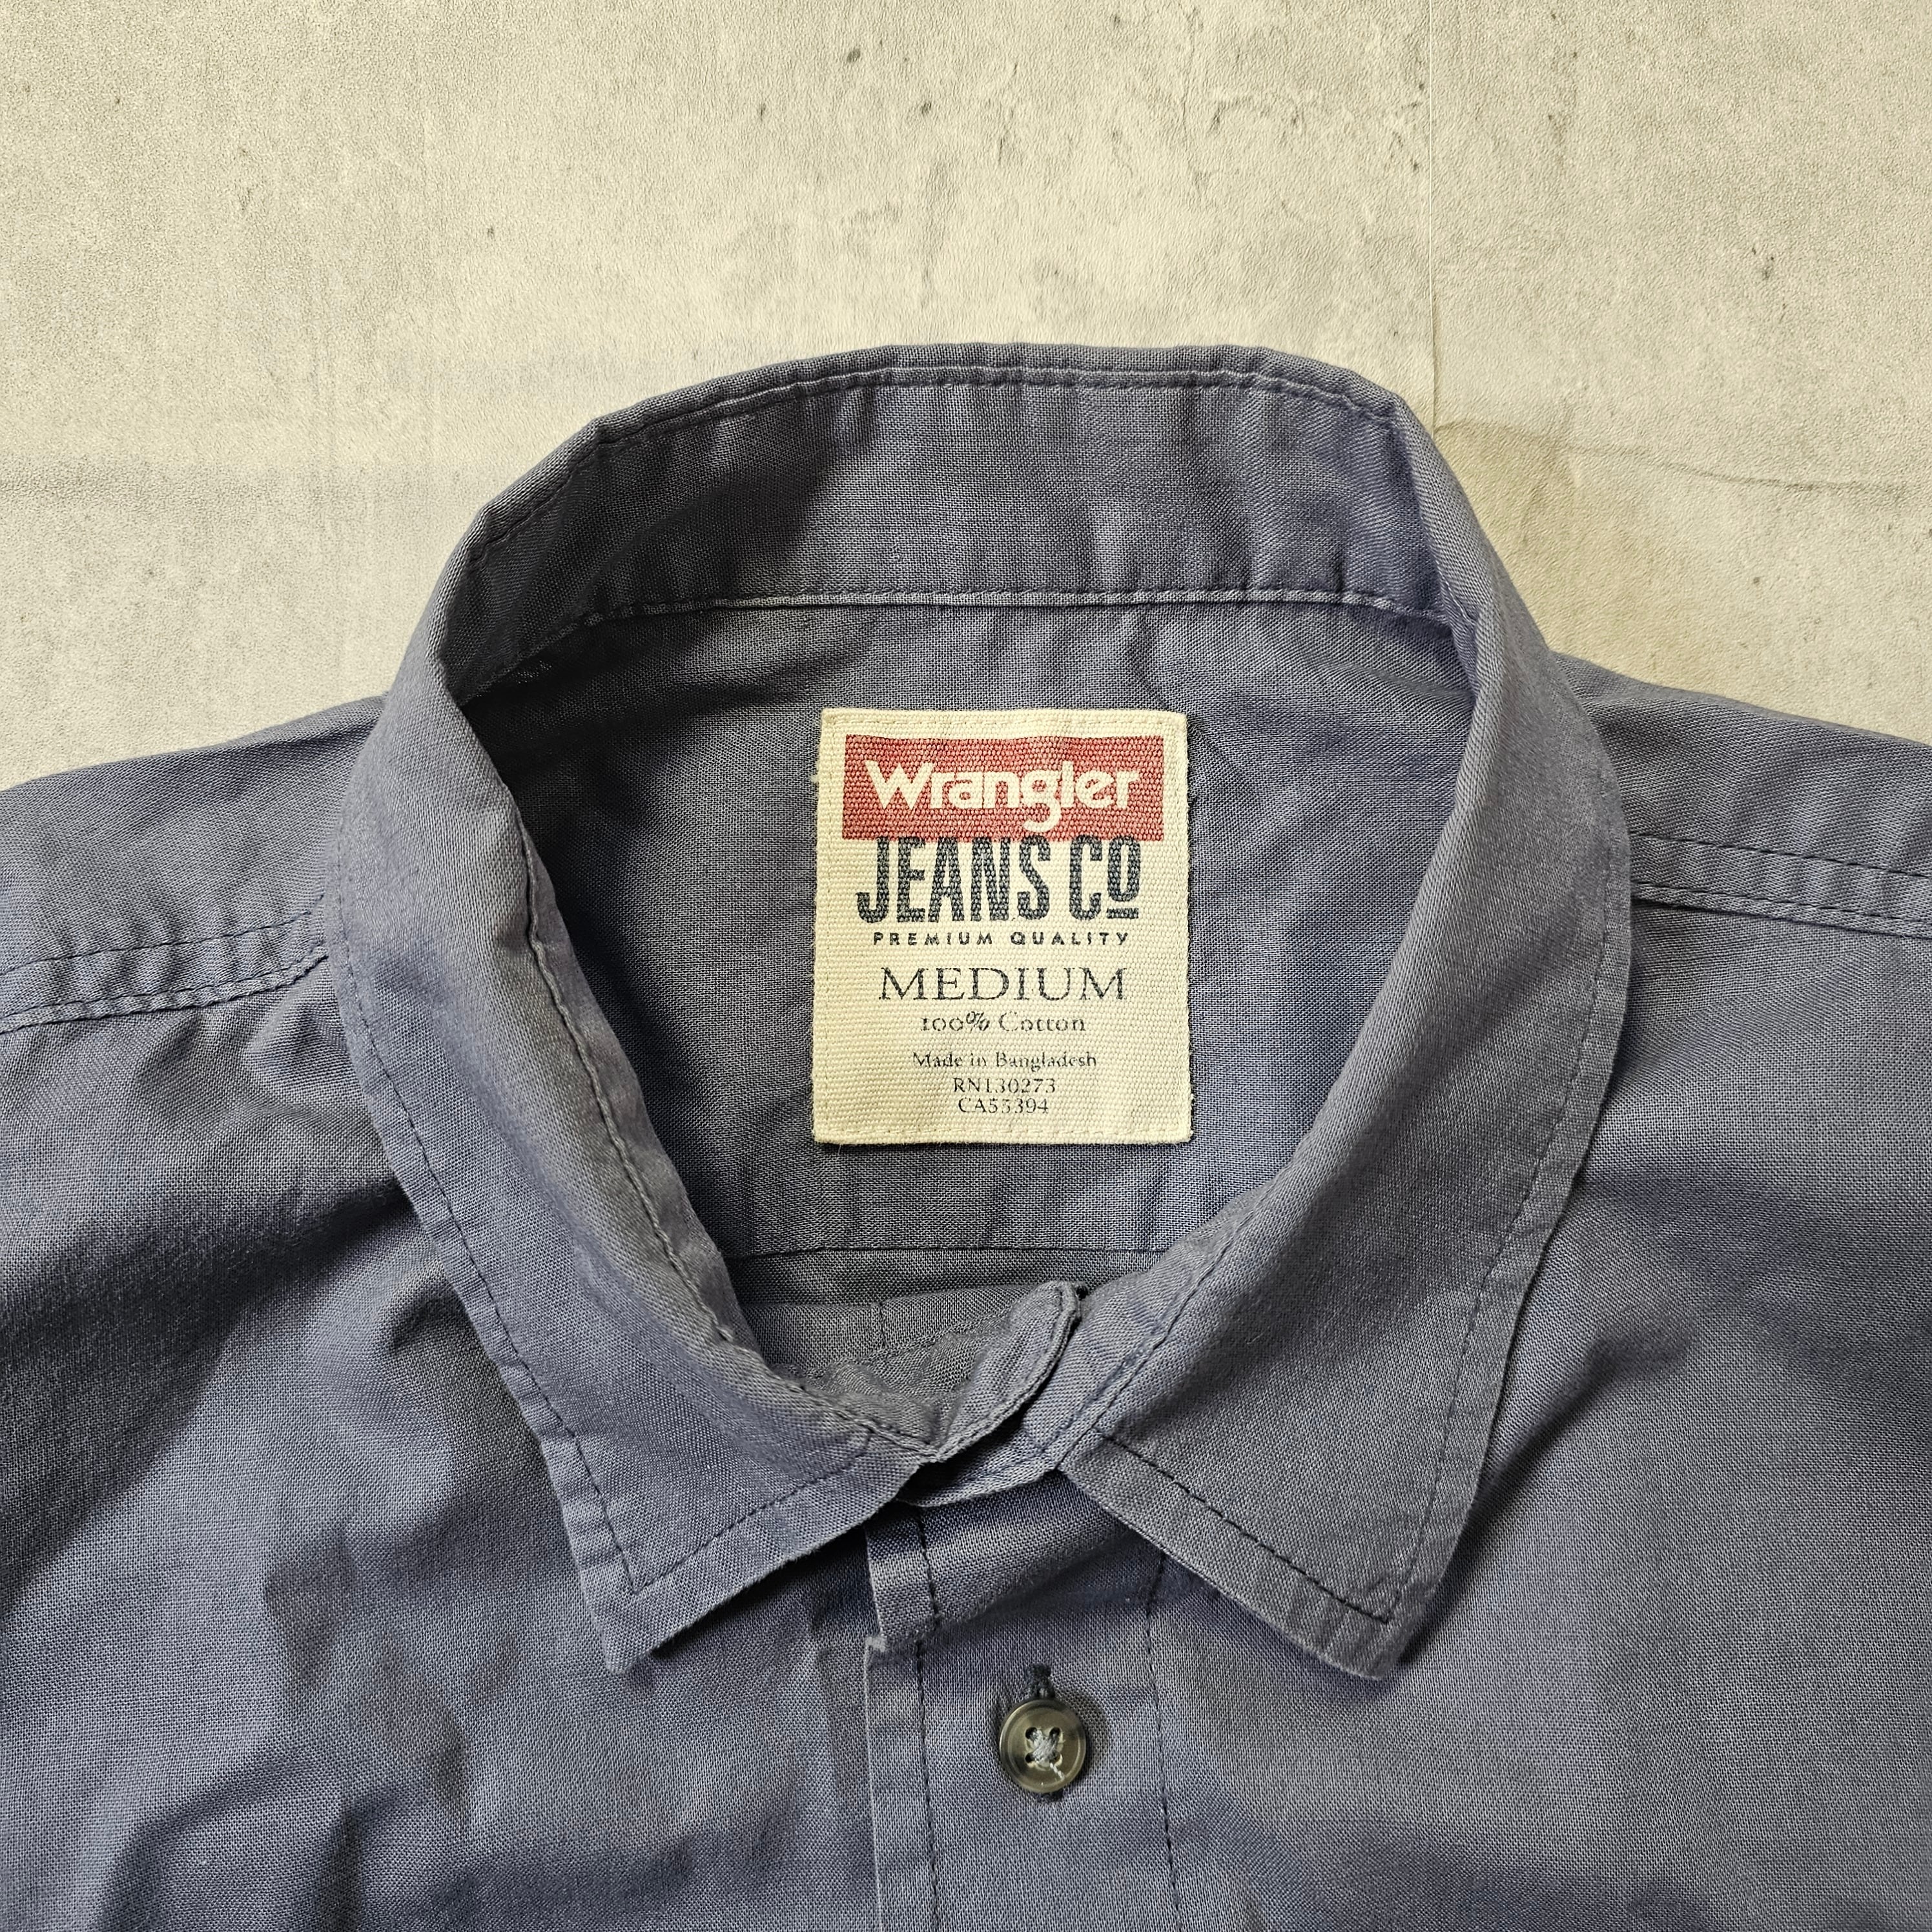 Wrangler
JEANS Co
PREMIUM QUALITY
MEDIUM
100% Cotton
Made in Bangladesh
RN130273
CA55394